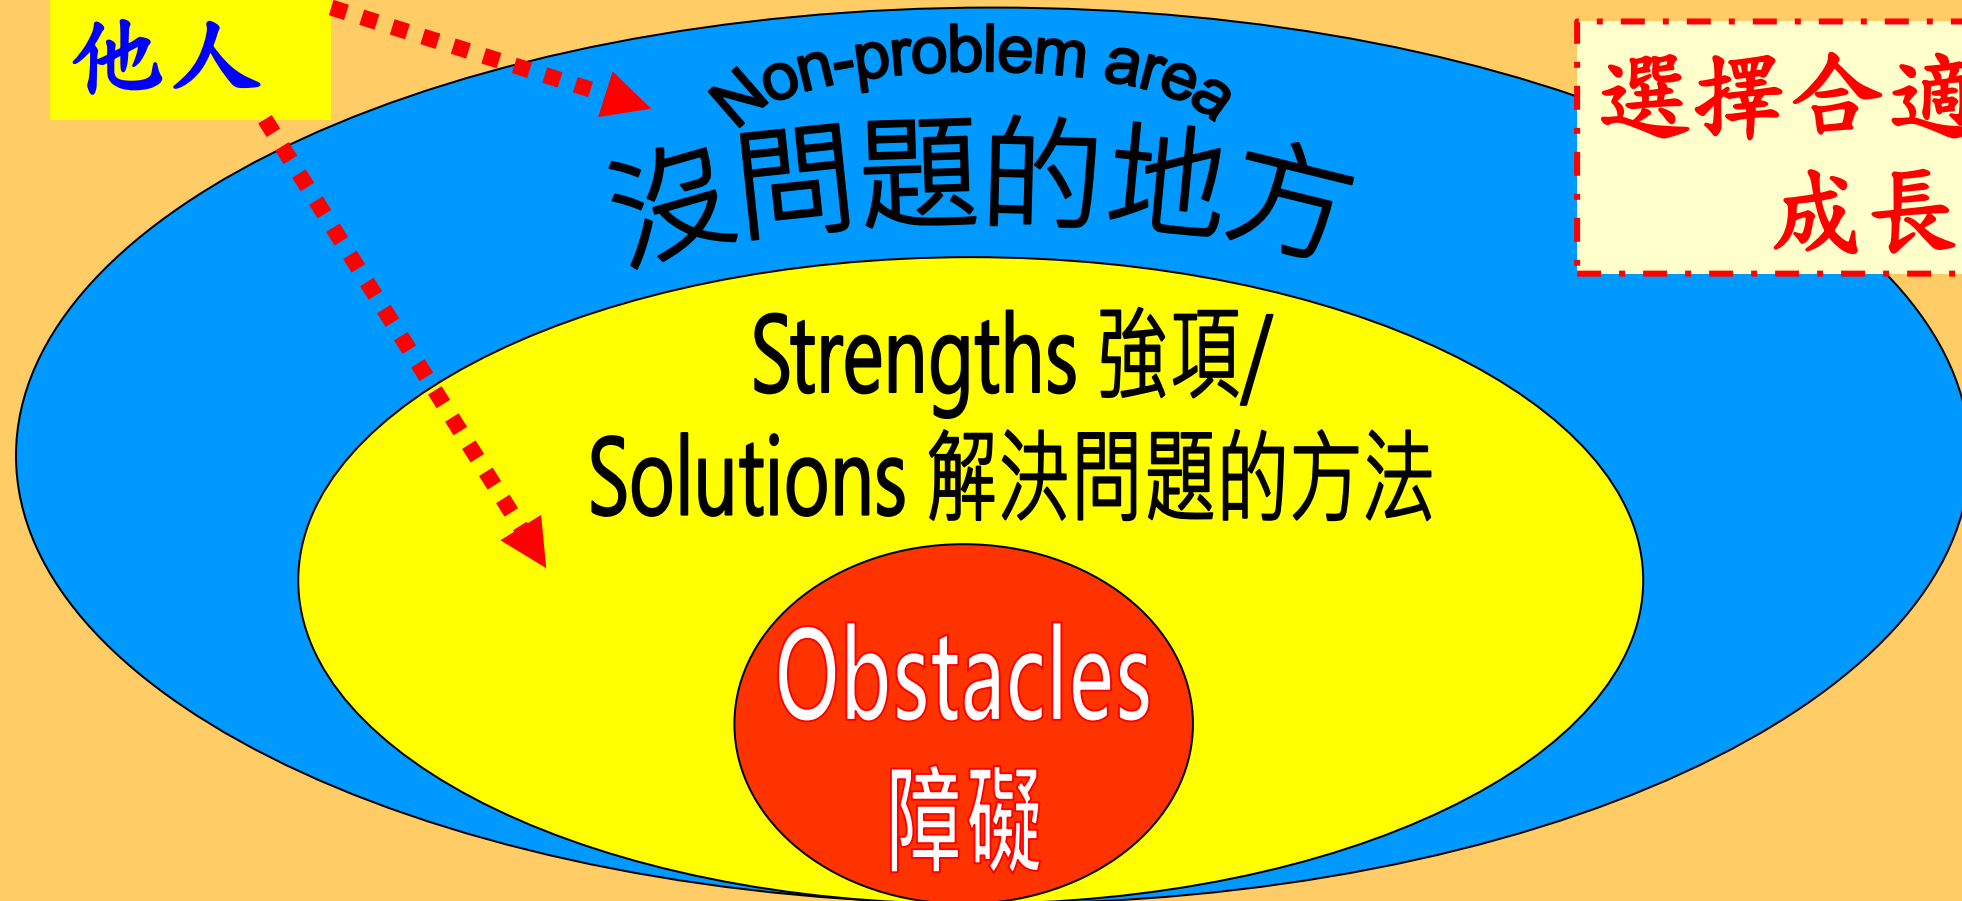 他人
Non-problem area
沒問題的地方
選擇合適
成長
Strengths 強項/
Solutions 解決問題的方法
Obstacles
障礙